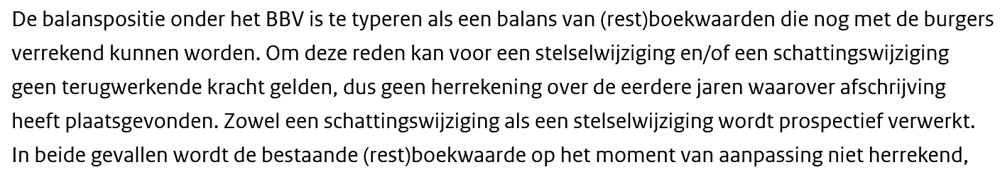 De balanspositie onder het BBV is te typeren als een balans van (rest)boekwaarden die nog met de burgers
verrekend kunnen worden. Om deze reden kan voor een stelselwijziging en/of een schattingswijziging
geen terugwerkende kracht gelden, dus geen herrekening over de eerdere jaren waarover afschrijving
heeft plaatsgevonden. Zowel een schattingswijziging als een stelselwijziging wordt prospectief verwerkt.
In beide gevallen wordt de bestaande (rest)boekwaarde op het moment van aanpassing niet herrekend,